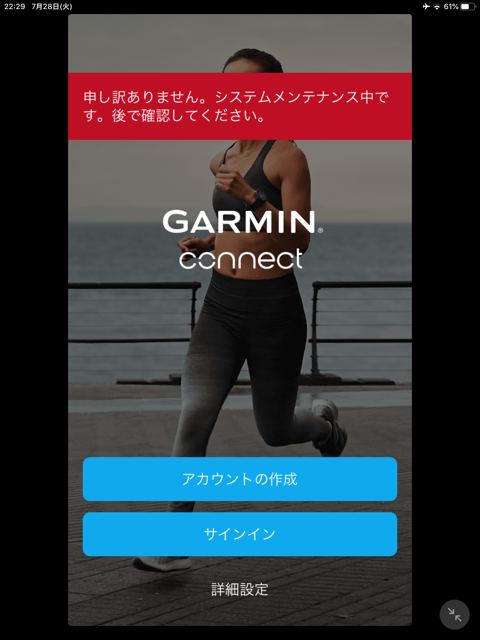 22:29 7月28日(火) 61%
申し訳ありません。システムメンテナンス中で
す。後で確認してください。
GARMIN®
connect
アカウントの作成
サインイン
詳細設定